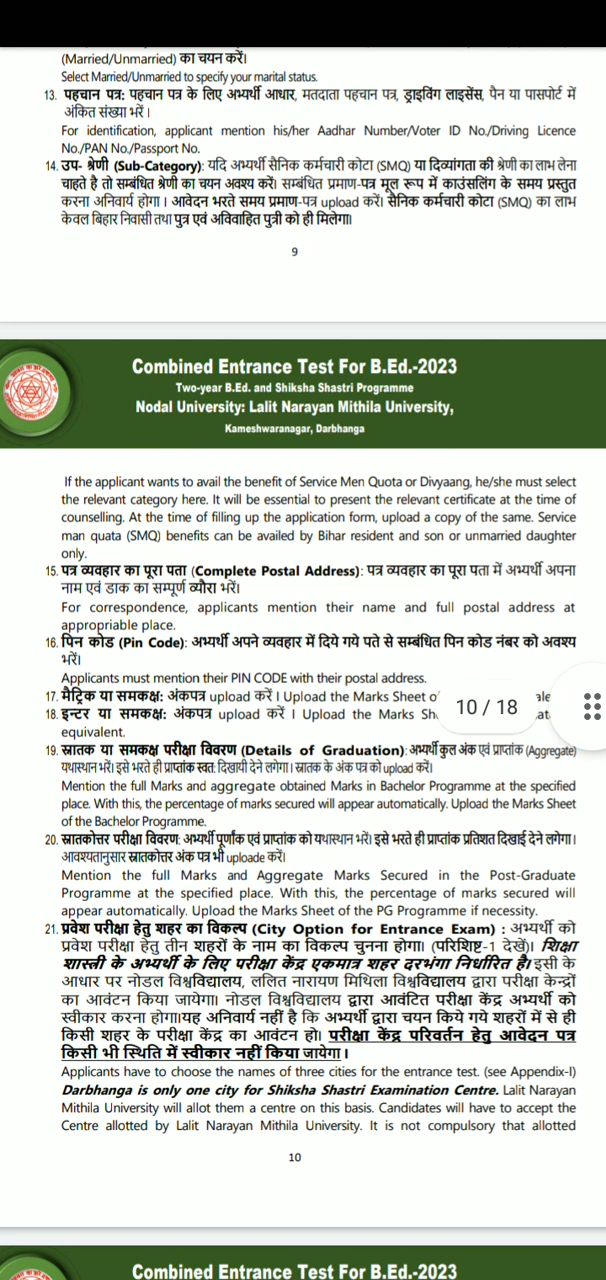 (Married/Unmarried) का चयन करें।
Select Married/Unmarried to specify your marital status.
13. पहचान पत्र: पहचान पत्र के लिए अभ्यर्थी आधार, मतदाता पहचान पत्र, ड्राइविंग लाइसेंस, पैन या पासपोर्ट में
अंकित संख्या भरें ।
For identification, applicant mention his/her Aadhar Number/Voter ID No./Driving Licence
No./PAN No./Passport No.
14. उप- श्रेणी (Sub-Category): यदि अभ्यर्थी सैनिक कर्मचारी कोटा (SMQ) या दिव्यांगता की श्रेणी का लाभ लेना
चाहते है तो सम्बंधित श्रेणी का चयन अवश्य करें। सम्बंधित प्रमाण-पत्र मूल रूप में काउंसलिंग के समय प्रस्तुत
करना अनिवार्य होगा । आवेदन भरते समय प्रमाण-पत्र upload करें। सैनिक कर्मचारी कोटा (SMQ) का लाभ
केवल बिहार निवासी तथा पुत्र एवं अविवाहित पुत्री को ही मिलेगा।
9
Combined Entrance Test For B.Ed.-2023
Two-year B.Ed. and Shiksha Shastri Programme
Nodal University: Lalit Narayan Mithila University,
Kameshwaranagar, Darbhanga
If the applicant wants to avail the benefit of Service Men Quota or Divyaang, he/she must select
the relevant category here. It will be essential to present the relevant certificate at the time of
counselling. At the time of filling up the application form, upload a copy of the same. Service
man quata (SMQ) benefits can be availed by Bihar resident and son or unmarried daughter
only.
15. पत्र व्यवहार का पूरा पता (Complete Postal Address): पत्र व्यवहार का पूरा पता में अभ्यर्थी अपना
नाम एवं डाक का सम्पूर्ण व्यौरा भरें।
For correspondence, applicants mention their name and full postal address at
appropriable place.
16. पिन कोड (Pin Code): अभ्यर्थी अपने व्यवहार में दिये गये पते से सम्बंधित पिन कोड नंबर को अवश्य
भरें।
Applicants must mention their PIN CODE with their postal address.
17. मैट्रिक या समकक्ष: अंकपत्र upload करें । Upload the Marks Sheet
18. इन्टर या समकक्ष: अंकपत्र upload करें । Upload the Marks
equivalent.
10 / 18
19. स्नातक या समकक्ष परीक्षा विवरण (Details of Graduation): अभ्यर्थी कुल अंक एवं प्राप्तांक (Aggregate)
यथास्थान भरें। इसे भरते ही प्राप्तांक स्वत: दिखायी देने लगेगा। स्नातक के अंक पत्र को upload करें।
Mention the full Marks and aggregate obtained Marks in Bachelor Programme at the specified
place. With this, the percentage of marks secured will appear automatically. Upload the Marks Sheet
of the Bachelor Programme.
20. स्नातकोत्तर परीक्षा विवरण: अभ्यर्थी पूर्णांक एवं प्राप्तांक को यथास्थान भरें। इसे भरते ही प्राप्तांक प्रतिशत दिखाई देने लगेगा।
आवश्यतानुसार स्नातकोत्तर अंक पत्र भी uploade करें।
Mention the full Marks and Aggregate Marks Secured in the Post-Graduate
Programme at the specified place. With this, the percentage of marks secured will
appear automatically. Upload the Marks Sheet of the PG Programme if necessity.
21. प्रवेश परीक्षा हेतु शहर का विकल्प (City Option for Entrance Exam) : अभ्यर्थी को
प्रवेश परीक्षा हेतु तीन शहरों के नाम का विकल्प चुनना होगा। (परिशिष्ट-1 देखें)। शिक्षा
शास्त्री के अभ्यर्थी के लिए परीक्षा केंद्र एकमात्र शहर दरभंगा निर्धारित है। इसी के
आधार पर नोडल विश्वविद्यालय, ललित नारायण मिथिला विश्वविद्यालय द्वारा परीक्षा केन्द्रों
का आवंटन किया जायेगा। नोडल विश्वविद्यालय द्वारा आवंटित परीक्षा केंद्र अभ्यर्थी को
स्वीकार करना होगा।यह अनिवार्य नहीं है कि अभ्यर्थी द्वारा चयन किये गये शहरों में से ही
किसी शहर के परीक्षा केंद्र का आवंटन हो। परीक्षा केंद्र परिवर्तन हेतु आवेदन पत्र
किसी भी स्थिति में स्वीकार नहीं किया जायेगा ।
Applicants have to choose the names of three cities for the entrance test. (see Appendix-I)
Darbhanga is only one city for Shiksha Shastri Examination Centre. Lalit Narayan
Mithila University will allot them a centre on this basis. Candidates will have to accept the
Centre allotted by Lalit Narayan Mithila University. It is not compulsory that allotted
10
Combined Entrance Test For B.Ed.-2023